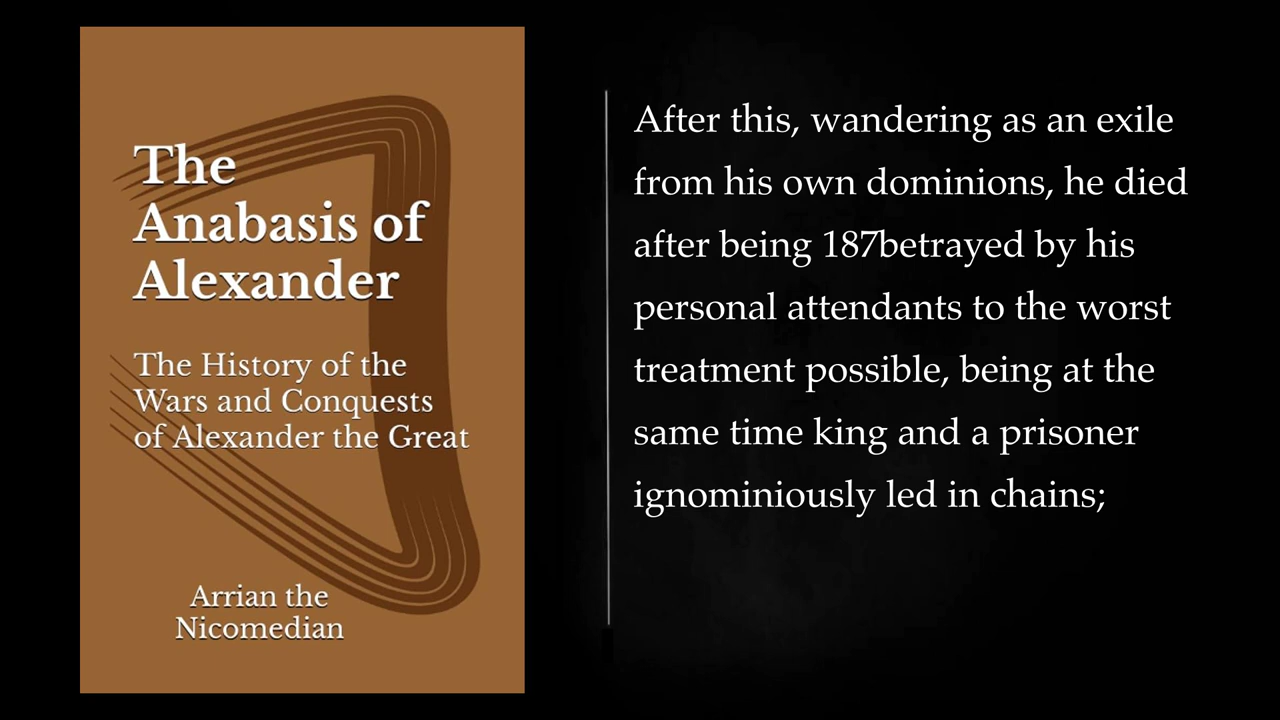 The
Anabasis of
Alexander
The History of the
Wars and Conquests
of Alexander the Great
Arrian the
Nicomedian
After this, wandering as an exile
from his own dominions, he died
after being 187betrayed by his
personal attendants to the worst
treatment possible, being at the
same time king and a prisoner
ignominiously led in chains;